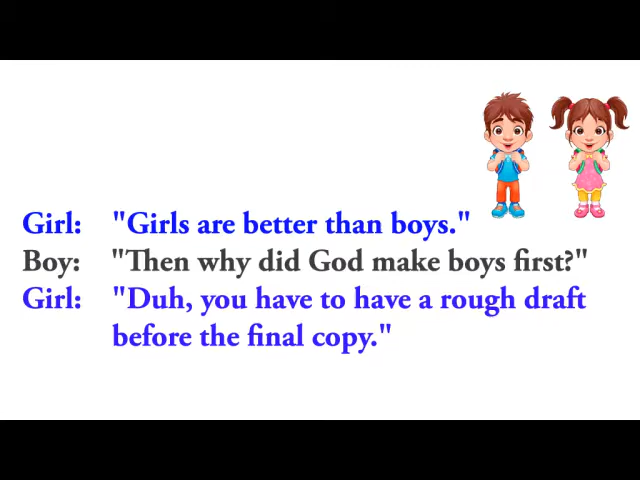 Girl: "Girls are better than boys."
Boy: "Then why did God make boys first?"
Girl: "Duh, you have to have a rough draft
before the final copy."